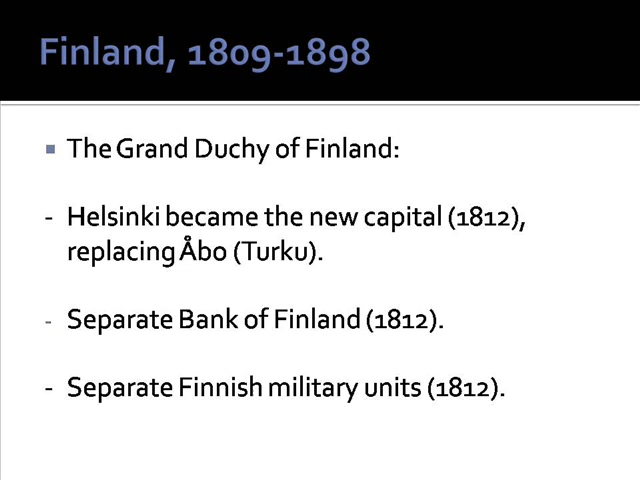 Finland, 1809-1898
▪ The Grand Duchy of Finland:
- Helsinki became the new capital (1812),
replacing Åbo (Turku).
- Separate Bank of Finland (1812).
- Separate Finnish military units (1812).